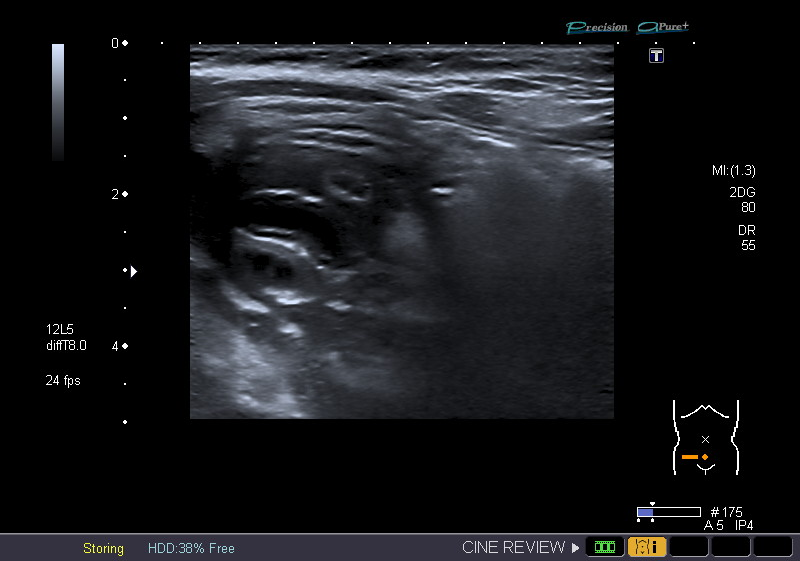 Precision APure+
0
T
MI:(1.3)
2DG
80
DR
55
2
12L5
diffT8.0
4
24 fps
#175
A 5 IP4
Storing HDD:38% Free CINE REVIEW
i